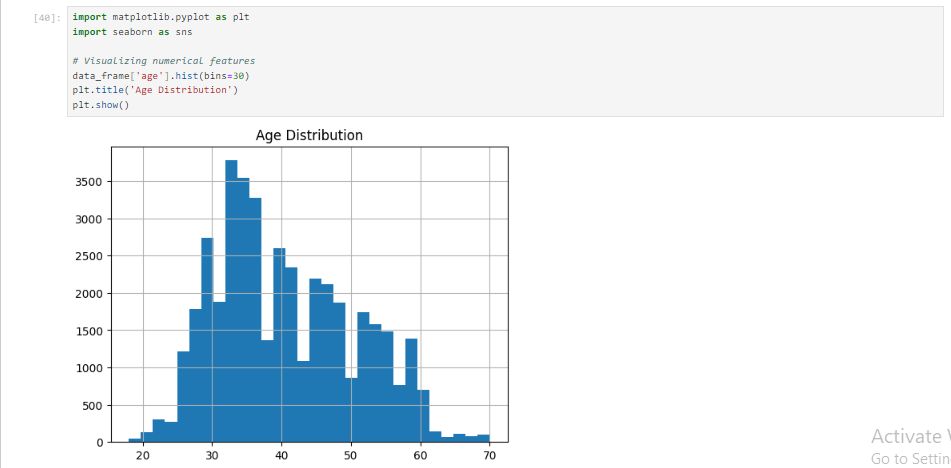 [40]:
import matplotlib.pyplot as plt
import seaborn as sns
# Visualizing numerical features
data_frame['age'].hist(bins=30)
plt.title('Age Distribution')
plt.show()
Age Distribution
3500
3000
2500
2000
1500
1000
500
0
20 30 40 50 60 70
Activate
Go to Settin